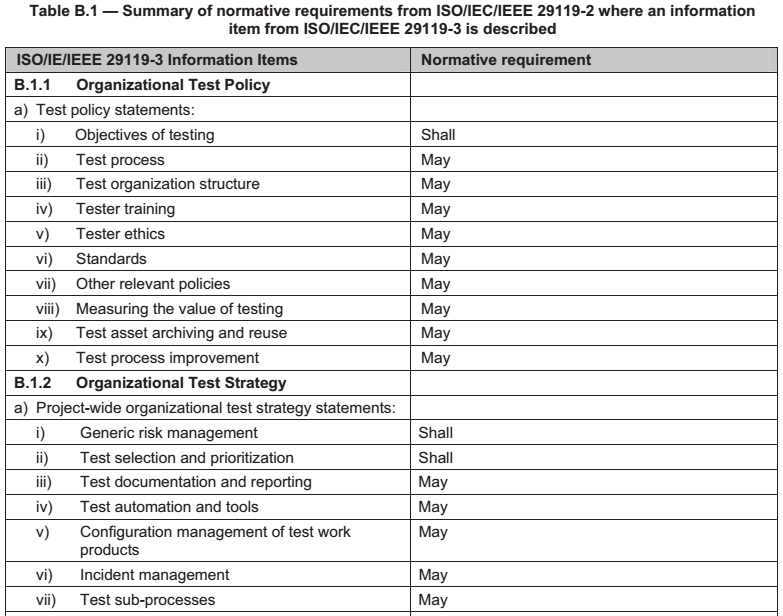 Table B.1 — Summary of normative requirements from ISO/IEC/IEEE 29119-2 where an information
item from ISO/IEC/IEEE 29119-3 is described
ISO/IE/IEEE 29119-3 Information Items Normative requirement
B.1.1 Organizational Test Policy
a) Test policy statements:
i) Objectives of testing Shall
ii) Test process May
iii) Test organization structure May
iv) Tester training May
v) Tester ethics May
vi) Standards May
vii) Other relevant policies May
viii) Measuring the value of testing May
ix) Test asset archiving and reuse May
x) Test process improvement May
B.1.2 Organizational Test Strategy
a) Project-wide organizational test strategy statements:
i) Generic risk management Shall
ii) Test selection and prioritization Shall
iii) Test documentation and reporting May
iv) Test automation and tools May
v) Configuration management of test work May
products
vi) Incident management May
vii) Test sub-processes May